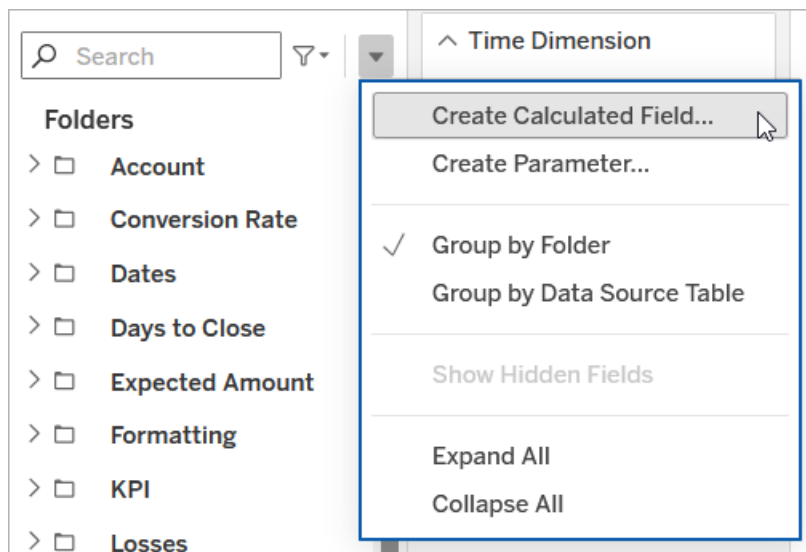 Search
Time Dimension
Folders
Account
Conversion Rate
Dates
Days to Close
Expected Amount
Formatting
KPI
Losses
Create Calculated Field...
Create Parameter...
Group by Folder
Group by Data Source Table
Show Hidden Fields
Expand All
Collapse All